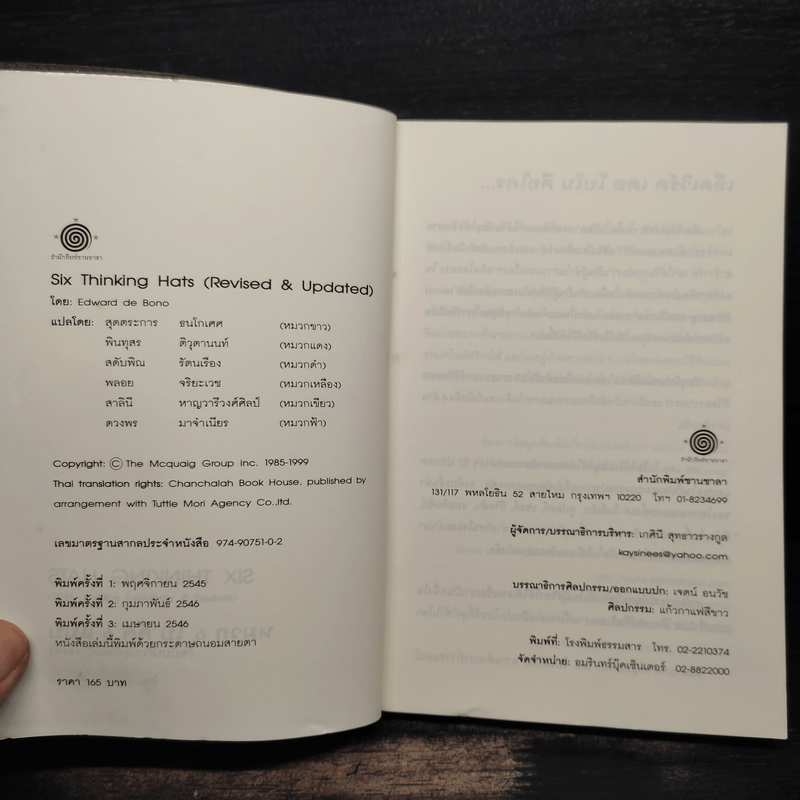 สำนักพิมพ์ชานชาลา
Six Thinking Hats (Revised & Updated)
โดย: Edward de Bono
แปลโดย: สุดตระการ ธนโกเศศ (หมวกขาว)
พินทุสร ติวุตานนท์ (หมวกแดง)
สดับพิณ รัตนเรือง (หมวกดำ)
พลอย จริยะเวช (หมวกเหลือง)
สาลินี หาญวารีวงศ์ศิลป์ (หมวกเขียว)
ดวงพร มาจำเนียร (หมวกฟ้า)
Copyright: © The Mcquaig Group inc. 1985-1999
Thai translation rights: Chanchalah Book House, published by
arrangement with Tuttle Mori Agency Co.,ltd.
เลขมาตรฐานสากลประจำหนังสือ 974-90751-0-2
พิมพ์ครั้งที่ 1: พฤศจิกายน 2545
พิมพ์ครั้งที่ 2: กุมภาพันธ์ 2546
พิมพ์ครั้งที่ 3: เมษายน 2546
หนังสือเล่มนี้พิมพ์ด้วยกระดาษถนอมสายตา
ราคา 165 บาท
สำนักพิมพ์ชานชาลา
สำนักพิมพ์ชานชาลา
131/117 พหลโยธิน 52 สายไหม กรุงเทพฯ 10220 โทฯ 01-8234699
ผู้จัดการ/บรรณาธิการบริหาร: เกศินี สุทธาวรางกูล
kaysinees@yahoo.com
บรรณาธิการศิลปกรรม/ออกแบบปก: เจตน์ อนวัช
ศิลปกรรม: แก้วกาแฟสีขาว
พิมพ์ที่: โรงพิมพ์ธรรมสาร โทร. 02-2210374
จัดจำหน่าย: อมรินทร์บุ๊คเซ็นเตอร์ 02-8822000